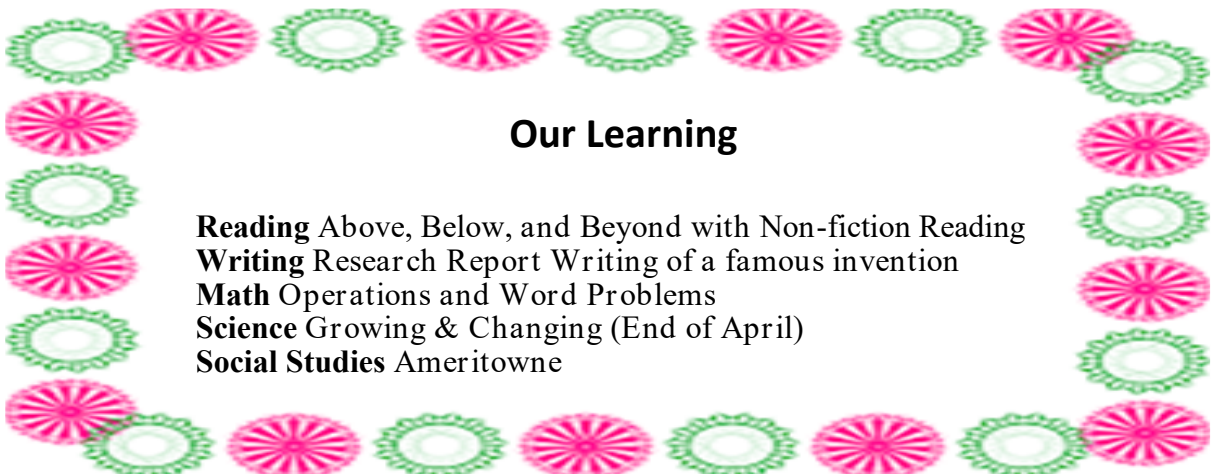 Our Learning
Reading Above, Below, and Beyond with Non-fiction Reading
Writing Research Report Writing of a famous invention
Math Operations and Word Problems
Science Growing & Changing (End of April)
Social Studies Ameritowne